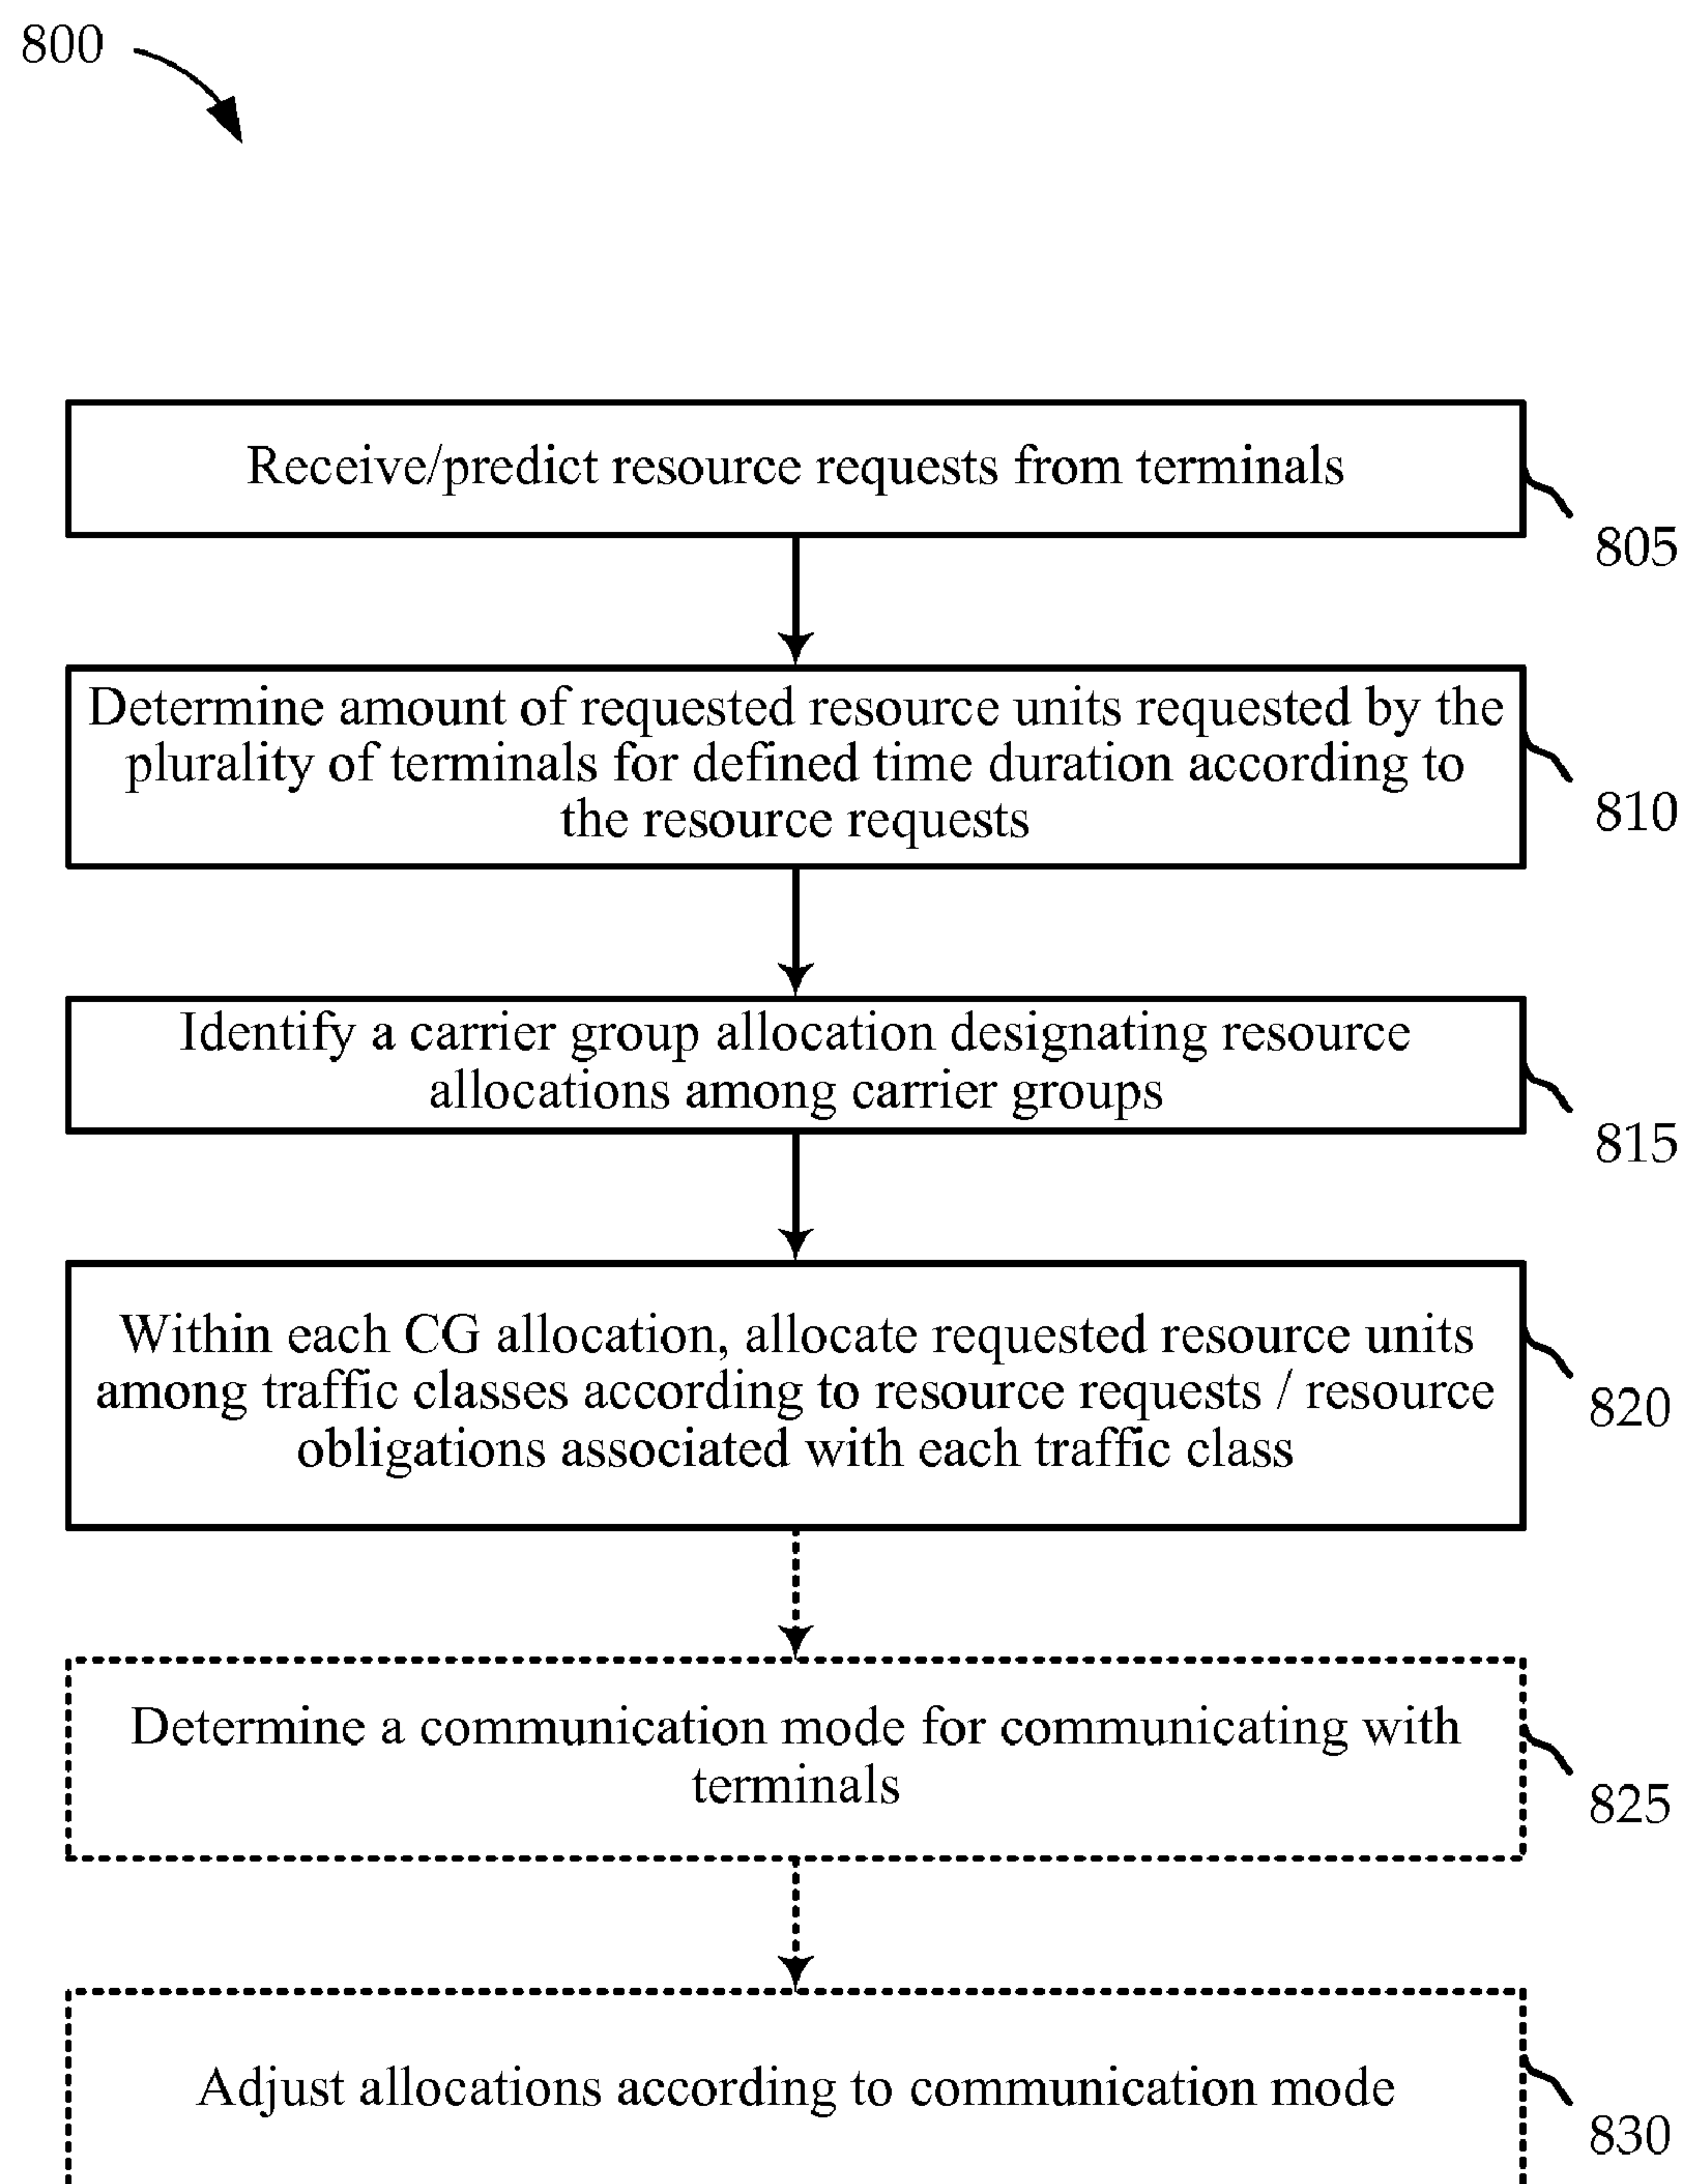 800
Receive/predict resource requests from terminals
805
Determine amount of requested resource units requested by the
plurality of terminals for defined time duration according to
the resource requests
810
Identify a carrier group allocation designating resource
allocations among carrier groups
815
Within each CG allocation, allocate requested resource units
among traffic classes according to resource requests / resource
obligations associated with each traffic class
820
Determine a communication mode for communicating with
terminals
825
Adjust allocations according to communication mode
830